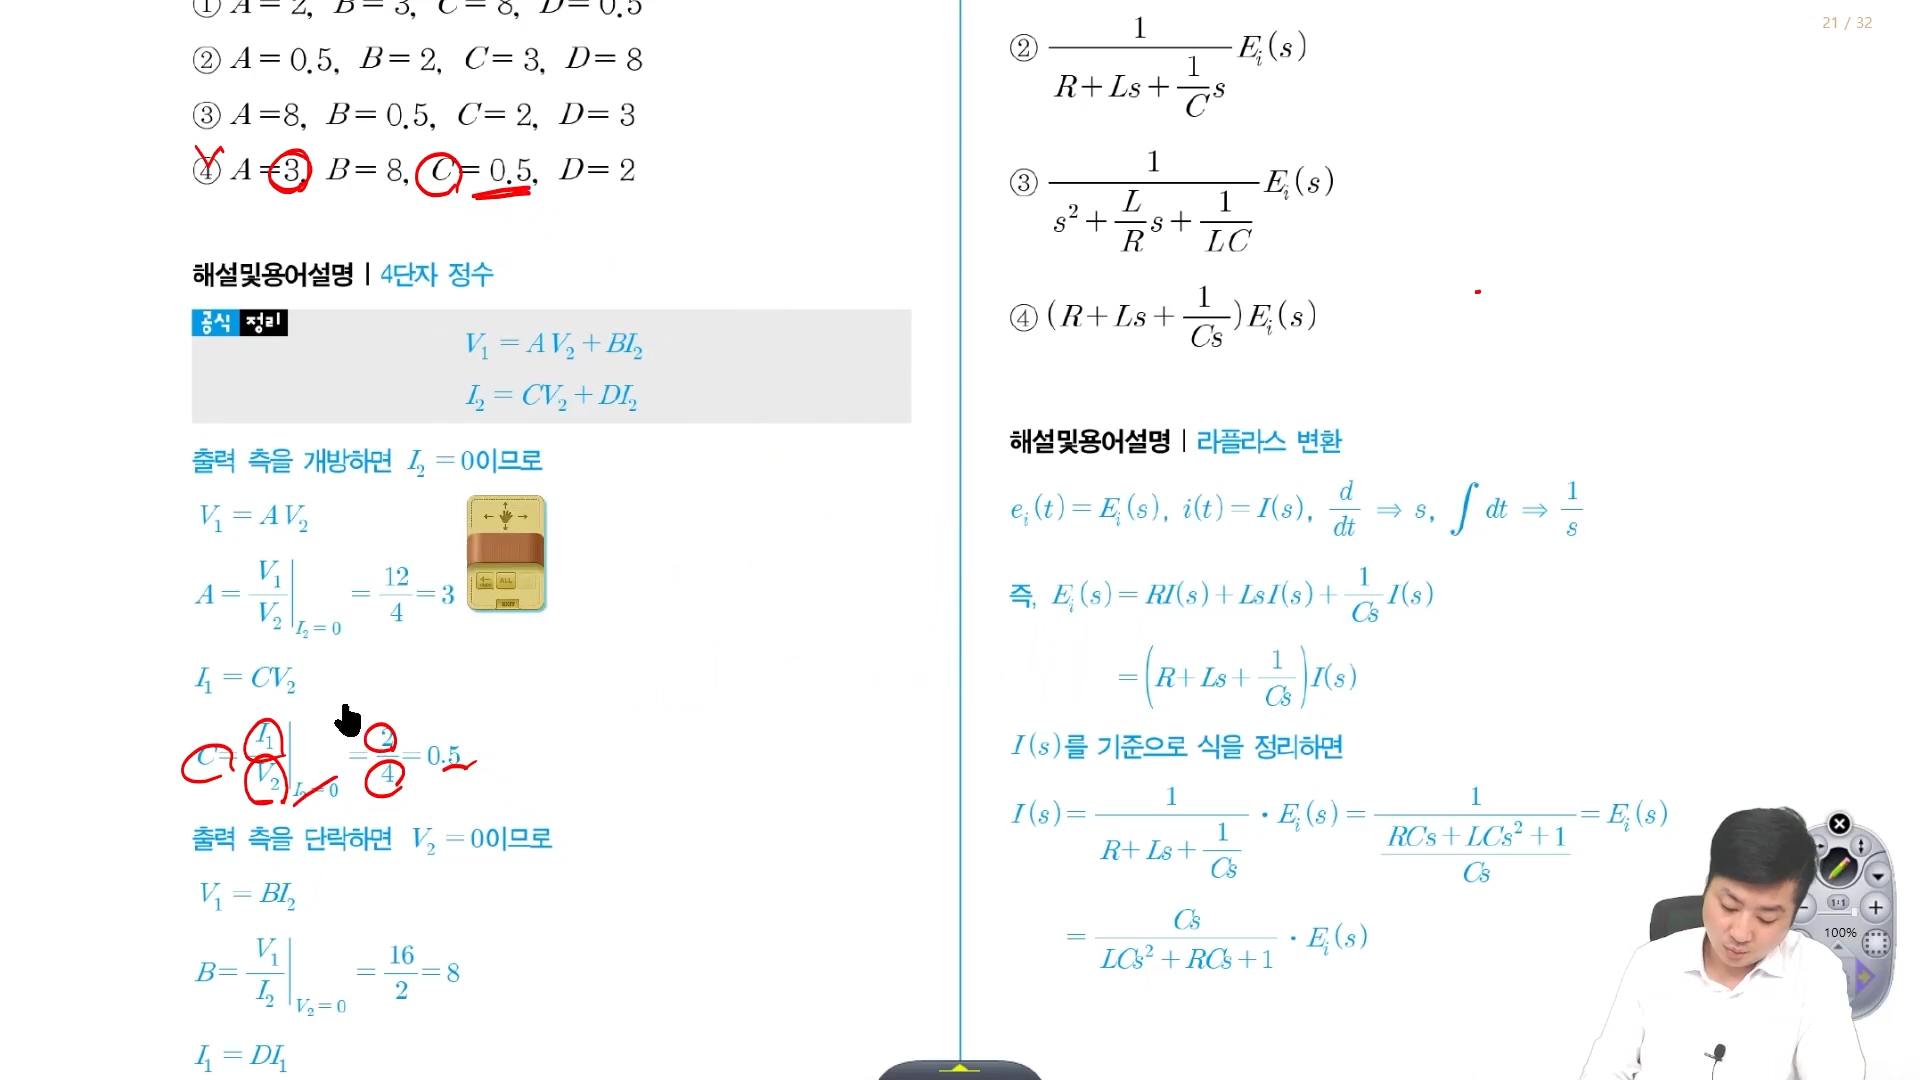 21 / 32
① A = 2, B = 3, C = 8, D = 0.5
② A = 0.5, B = 2, C = 3, D = 8
③ A = 8, B = 0.5, C = 2, D = 3
④ A = 3, B = 8, C = 0.5, D = 2
해설및용어설명 | 4단자 정수
공식 정리
V₁ = AV₂ + BI₂
I₂ = CV₂ + DI₂
출력 측을 개방하면 I₂ = 0이므로
V₁ = AV₂
A = V₁/V₂ |I₂=0 = 12/4 = 3
I₁ = CV₂
C = I₁/V₂ |I₂=0 = 2/4 = 0.5
출력 측을 단락하면 V₂ = 0이므로
V₁ = BI₂
B = V₁/I₂ |V₂=0 = 16/2 = 8
I₁ = DI₁
② 1/(R+Ls+(1/C)s) Eᵢ(s)
③ 1/(s²+(L/R)s+1/(LC)) Eᵢ(s)
④ (R+Ls+1/(Cs))Eᵢ(s)
해설및용어설명 | 라플라스 변환
eᵢ(t) = Eᵢ(s), i(t) = I(s), d/dt ⇒ s, ∫dt ⇒ 1/s
즉, Eᵢ(s) = RI(s) + LsI(s) + 1/(Cs) I(s)
= (R + Ls + 1/(Cs)) I(s)
I(s)를 기준으로 식을 정리하면
I(s) = 1/(R+Ls+1/(Cs)) · Eᵢ(s) = 1/((RCs+LCs²+1)/(Cs)) = Eᵢ(s)
= Cs/(LCs²+RCs+1) · Eᵢ(s)
ALL
EXIT
1:1
100%